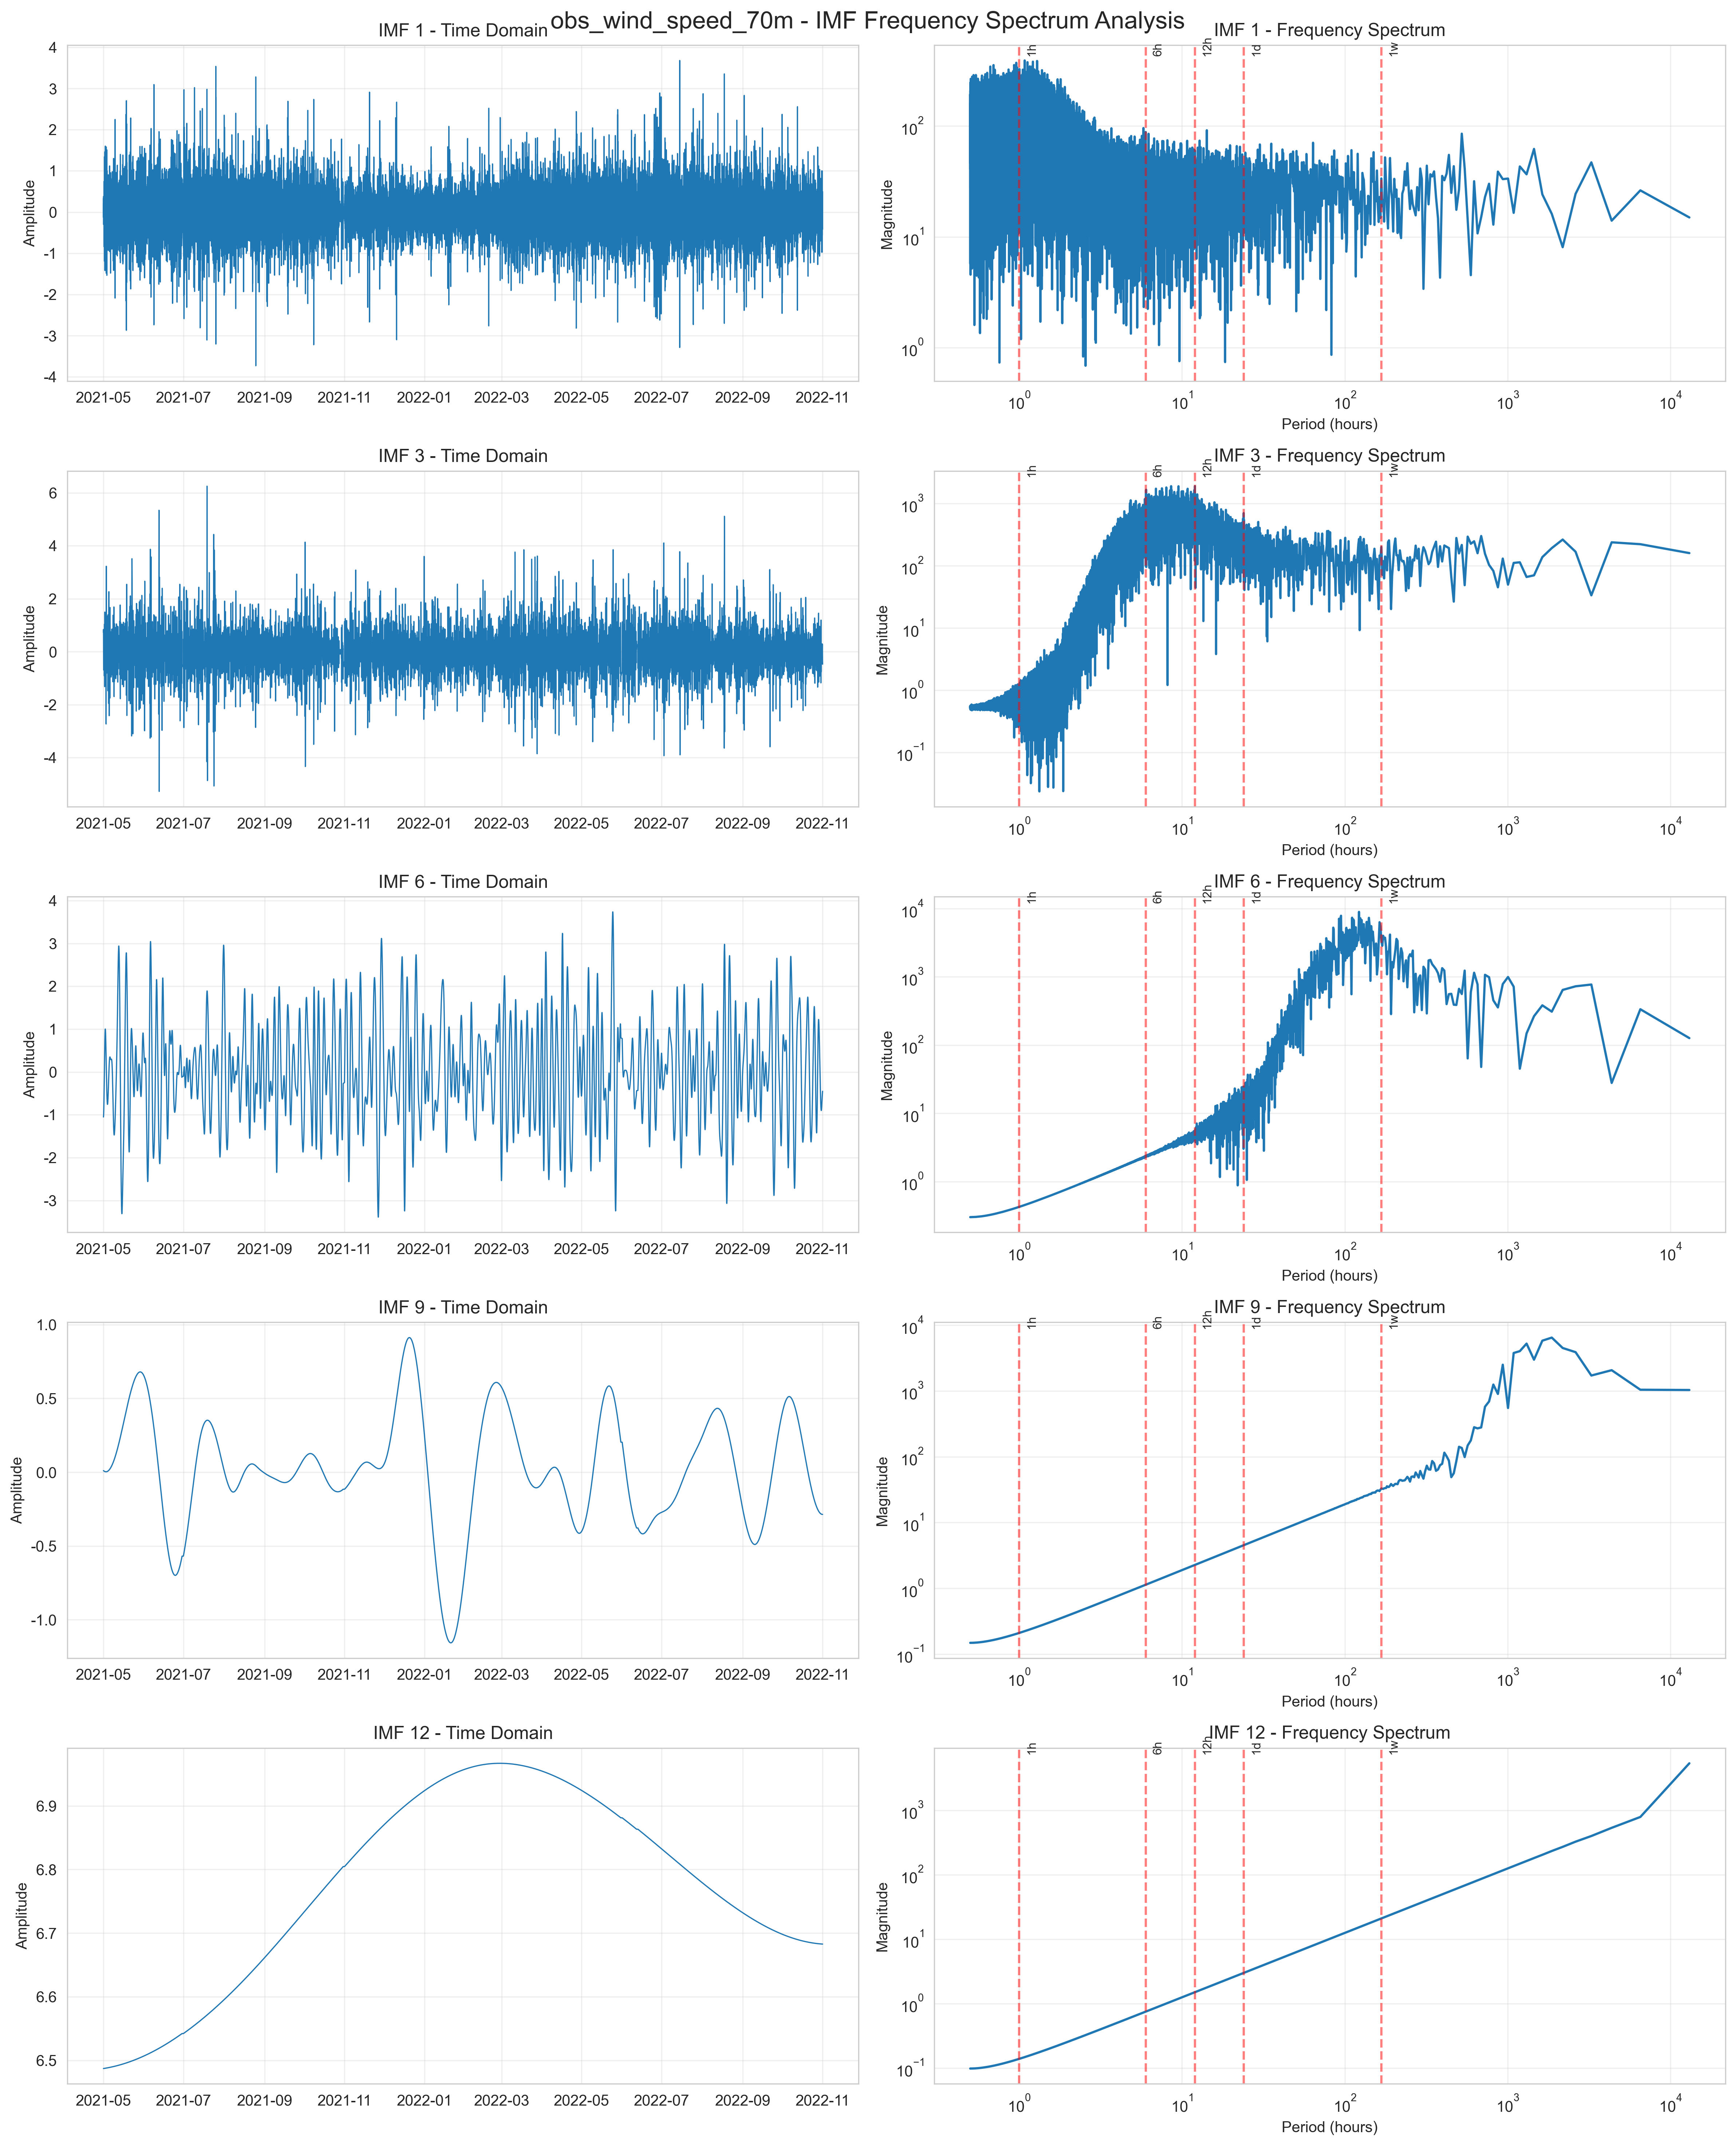 obs_wind_speed_70m - IMF Frequency Spectrum Analysis
IMF 1 - Time Domain
Amplitude
4
3
2
1
0
-1
-2
-3
-4
2021-05 2021-07 2021-09 2021-11 2022-01 2022-03 2022-05 2022-07 2022-09 2022-11
IMF 1 - Frequency Spectrum
1h 6h 12h 1d 1w
Magnitude
10^2
10^1
10^0
10^0 10^1 10^2 10^3 10^4
Period (hours)
IMF 3 - Time Domain
Amplitude
6
4
2
0
-2
-4
2021-05 2021-07 2021-09 2021-11 2022-01 2022-03 2022-05 2022-07 2022-09 2022-11
IMF 3 - Frequency Spectrum
1h 6h 12h 1d 1w
Magnitude
10^3
10^2
10^1
10^0
10^-1
10^0 10^1 10^2 10^3 10^4
Period (hours)
IMF 6 - Time Domain
Amplitude
4
3
2
1
0
-1
-2
-3
2021-05 2021-07 2021-09 2021-11 2022-01 2022-03 2022-05 2022-07 2022-09 2022-11
IMF 6 - Frequency Spectrum
1h 6h 12h 1d 1w
Magnitude
10^4
10^3
10^2
10^1
10^0
10^0 10^1 10^2 10^3 10^4
Period (hours)
IMF 9 - Time Domain
Amplitude
1.0
0.5
0.0
-0.5
-1.0
2021-05 2021-07 2021-09 2021-11 2022-01 2022-03 2022-05 2022-07 2022-09 2022-11
IMF 9 - Frequency Spectrum
1h 6h 12h 1d 1w
Magnitude
10^4
10^3
10^2
10^1
10^0
10^-1
10^0 10^1 10^2 10^3 10^4
Period (hours)
IMF 12 - Time Domain
Amplitude
6.9
6.8
6.7
6.6
6.5
2021-05 2021-07 2021-09 2021-11 2022-01 2022-03 2022-05 2022-07 2022-09 2022-11
IMF 12 - Frequency Spectrum
1h 6h 12h 1d 1w
Magnitude
10^3
10^2
10^1
10^0
10^-1
10^0 10^1 10^2 10^3 10^4
Period (hours)